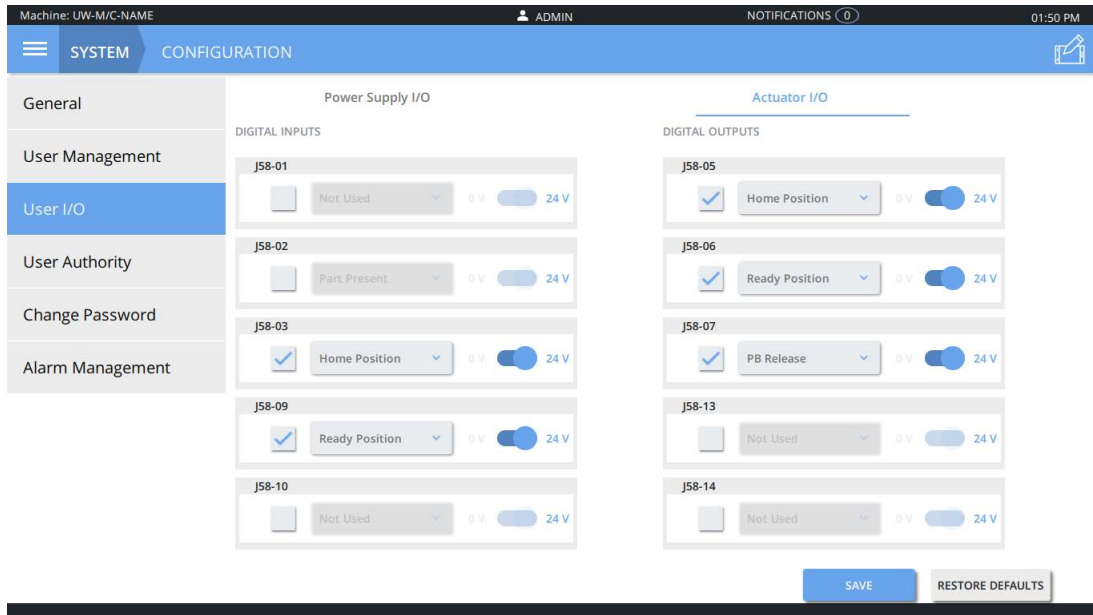 Machine: UW-M/C-NAME ADMIN NOTIFICATIONS 0 01:50 PM
SYSTEM CONFIGURATION
General
User Management
User I/O
User Authority
Change Password
Alarm Management
Power Supply I/O Actuator I/O
DIGITAL INPUTS
J58-01
Not Used 0 V 24 V
J58-02
Part Present 0 V 24 V
J58-03
Home Position 0 V 24 V
J58-09
Ready Position 0 V 24 V
J58-10
Not Used 0 V 24 V
DIGITAL OUTPUTS
J58-05
Home Position 0 V 24 V
J58-06
Ready Position 0 V 24 V
J58-07
PB Release 0 V 24 V
J58-13
Not Used 0 V 24 V
J58-14
Not Used 0 V 24 V
SAVE RESTORE DEFAULTS